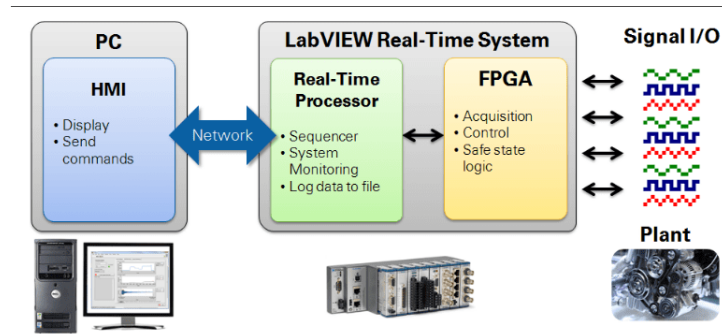 PC
HMI
• Display
• Send
commands
Network
LabVIEW Real-Time System
Real-Time
Processor
• Sequencer
• System
Monitoring
• Log data to file
FPGA
• Acquisition
• Control
• Safe state
logic
Signal I/O
Plant